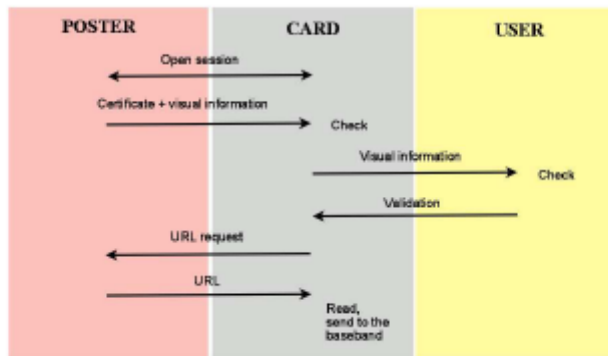 POSTER CARD USER
Open session
Certificate + visual information
Check
Visual information
Check
Validation
URL request
URL
Read,
send to the
baseband